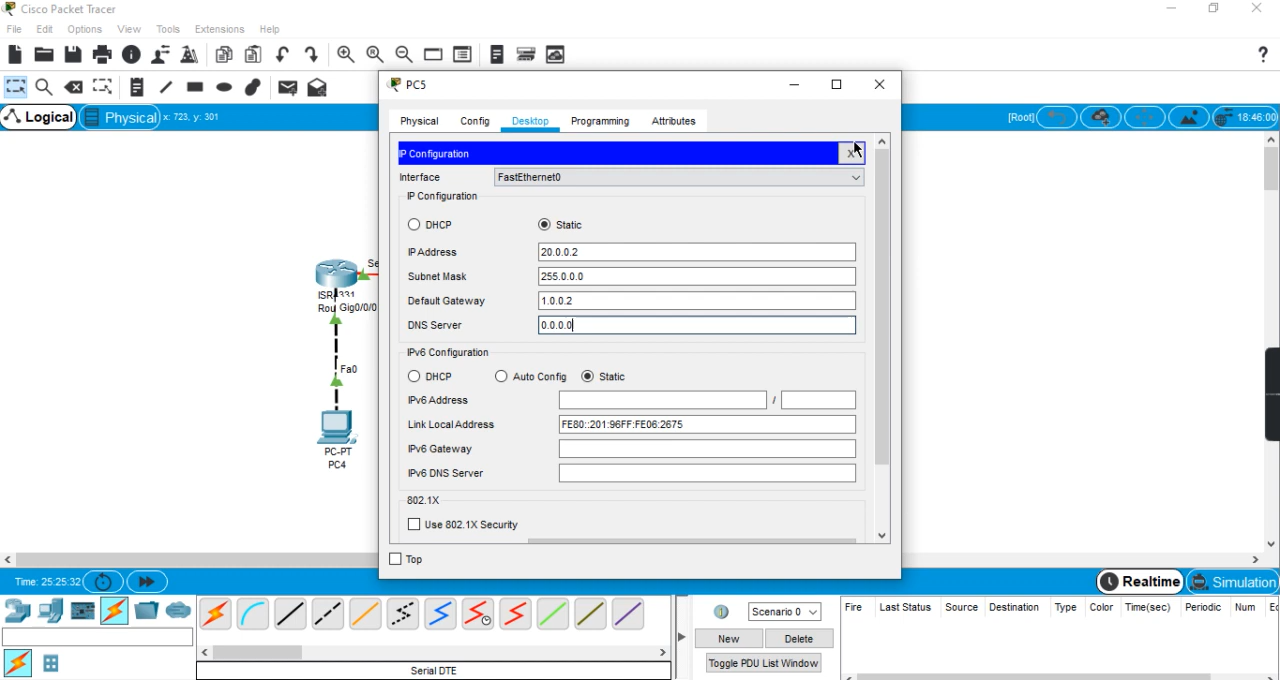 Cisco Packet Tracer
File Edit Options View Tools Extensions Help
?
PC5
Logical Physical x: 723, y: 301 [Root] 18:46:00
Physical Config Desktop Programming Attributes
IP Configuration X
Interface FastEthernet0
IP Configuration
DHCP Static
IP Address 20.0.0.2
Subnet Mask 255.0.0.0
Default Gateway 1.0.0.2
DNS Server 0.0.0.0
IPv6 Configuration
DHCP Auto Config Static
IPv6 Address /
Link Local Address FE80::201:96FF:FE06:2675
IPv6 Gateway
IPv6 DNS Server
802.1X
Use 802.1X Security
Top
Se
Rou Gig0/0/0
Fa0
PC-PT
PC4
Time: 25:25:32 Realtime Simulation
Scenario 0
New Delete
Toggle PDU List Window
Fire Last Status Source Destination Type Color Time(sec) Periodic Num Ed
Serial DTE